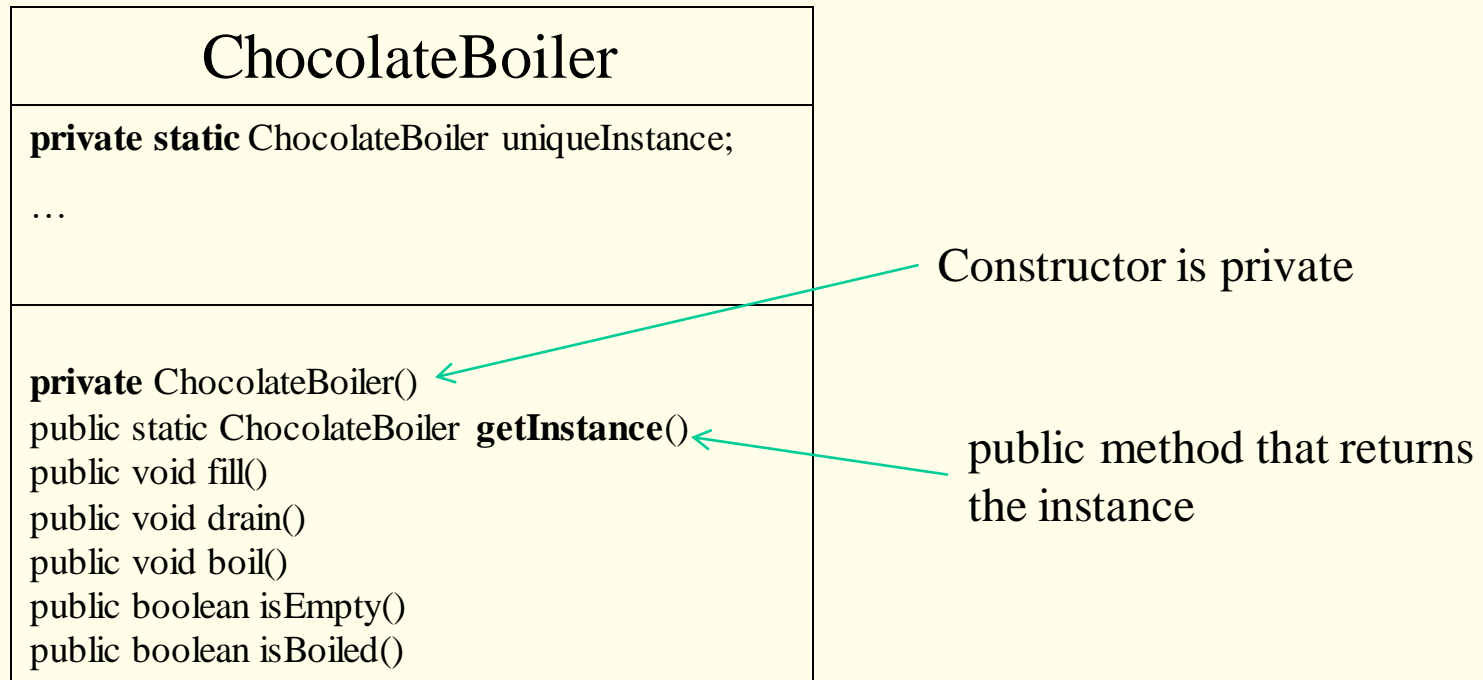 ChocolateBoiler
private static ChocolateBoiler uniqueInstance;
…
Constructor is private
private ChocolateBoiler()
public static ChocolateBoiler getInstance()
public void fill()
public void drain()
public void boil()
public boolean isEmpty()
public boolean isBoiled()
public method that returns
the instance